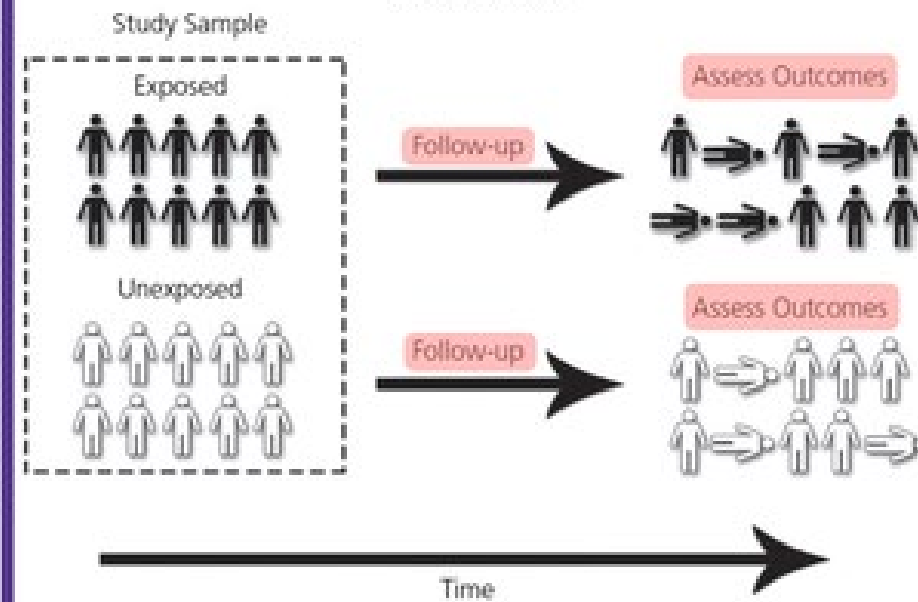 Study Sample
Exposed
Follow-up
Assess Outcomes
Unexposed
Follow-up
Assess Outcomes
Time